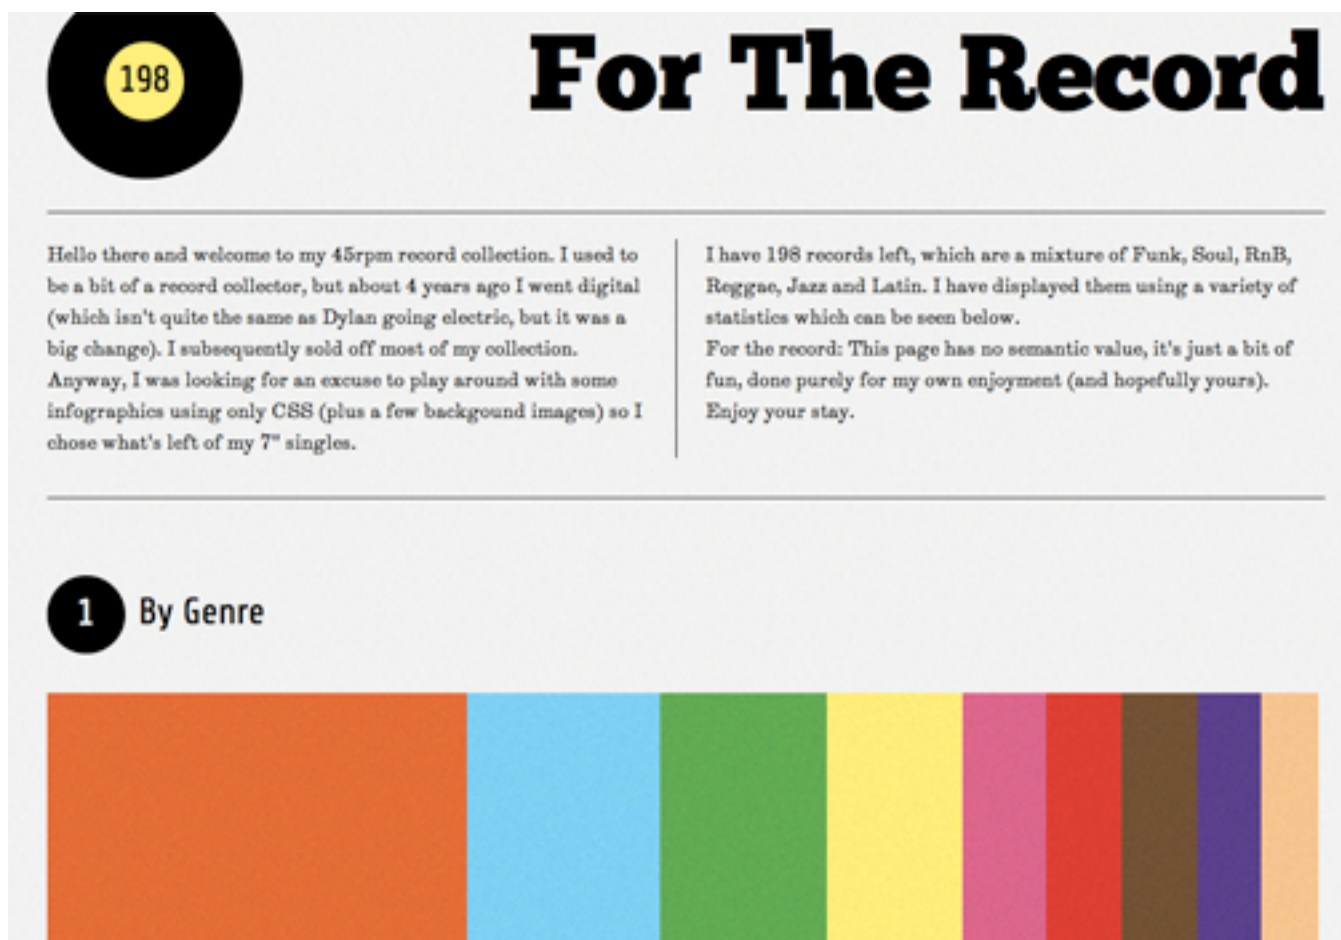 198
For The Record
Hello there and welcome to my 45rpm record collection. I used to
be a bit of a record collector, but about 4 years ago I went digital
(which isn't quite the same as Dylan going electric, but it was a
big change). I subsequently sold off most of my collection.
Anyway, I was looking for an excuse to play around with some
infographics using only CSS (plus a few backgound images) so I
chose what's left of my 7" singles.
I have 198 records left, which are a mixture of Funk, Soul, RnB,
Reggae, Jazz and Latin. I have displayed them using a variety of
statistics which can be seen below.
For the record: This page has no semantic value, it's just a bit of
fun, done purely for my own enjoyment (and hopefully yours).
Enjoy your stay.
1 By Genre